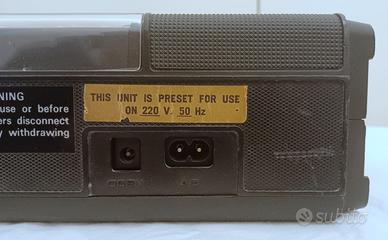 NING
use or before
ers disconnect
y withdrawing
THIS UNIT IS PRESET FOR USE
ON 220 V. 50 Hz
subito